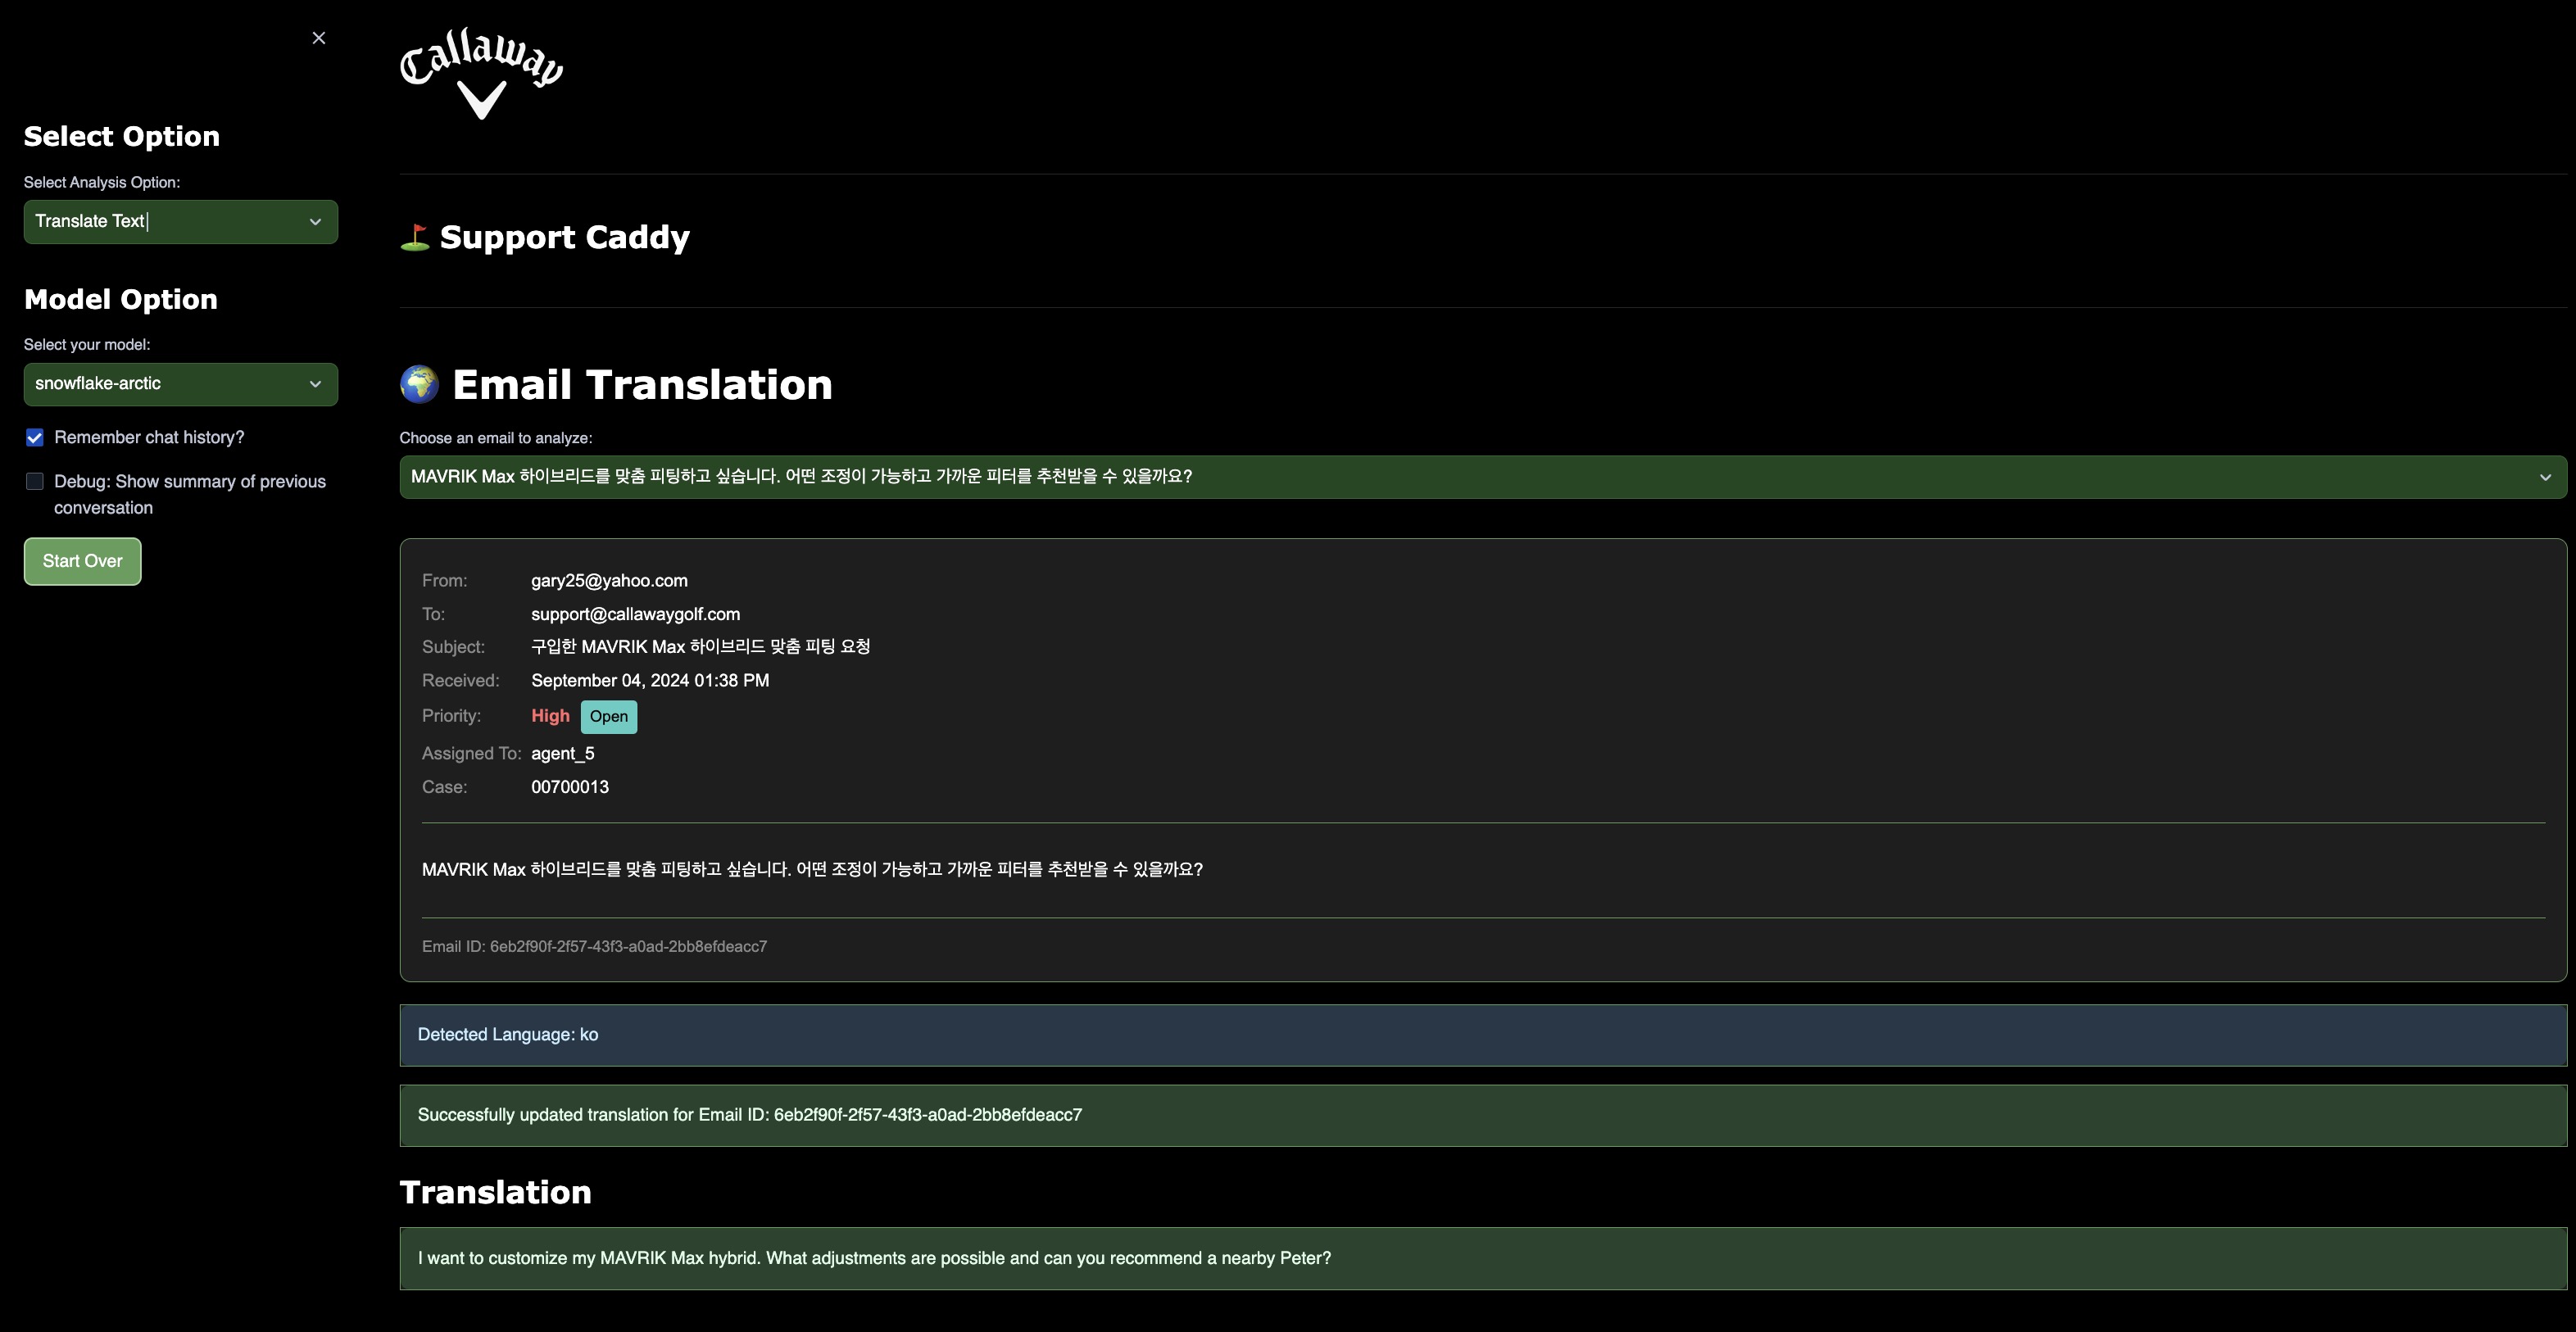 Callaway
Select Option
Select Analysis Option:
Translate Text
Model Option
Select your model:
snowflake-arctic
Remember chat history?
Debug: Show summary of previous
conversation
Start Over
Support Caddy
Email Translation
Choose an email to analyze:
MAVRIK Max 하이브리드를 맞춤 피팅하고 싶습니다. 어떤 조정이 가능하고 가까운 피터를 추천받을 수 있을까요?
From: gary25@yahoo.com
To: support@callawaygolf.com
Subject: 구입한 MAVRIK Max 하이브리드 맞춤 피팅 요청
Received: September 04, 2024 01:38 PM
Priority: High Open
Assigned To: agent_5
Case: 00700013
MAVRIK Max 하이브리드를 맞춤 피팅하고 싶습니다. 어떤 조정이 가능하고 가까운 피터를 추천받을 수 있을까요?
Email ID: 6eb2f90f-2f57-43f3-a0ad-2bb8efdeacc7
Detected Language: ko
Successfully updated translation for Email ID: 6eb2f90f-2f57-43f3-a0ad-2bb8efdeacc7
Translation
I want to customize my MAVRIK Max hybrid. What adjustments are possible and can you recommend a nearby Peter?